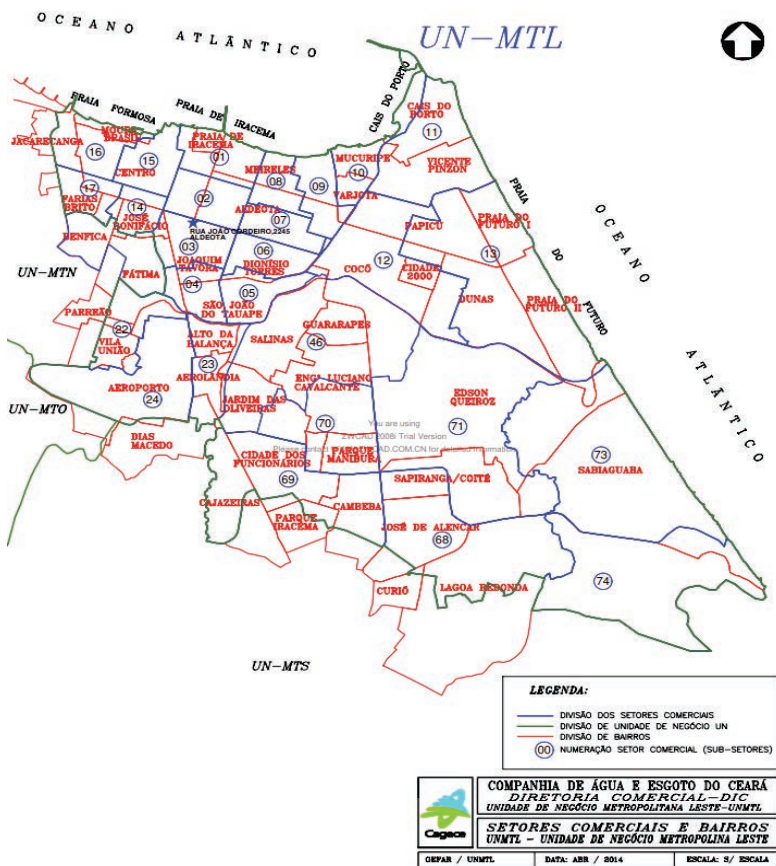 OCEANO ATLÂNTICO
UN-MTL
PRAIA FORMOSA
PRAIA DE IRACEMA
CAIS DO PORTO
CAIS DO
PORTO
11
MOURA
BRASIL
PRAIA DE
IRACEMA
01
JACARECANGA
16
15
CENTRO
MUCURIPE
10
VICENTE
PINZON
MEIRELES
08
09
VARJOTA
17
FARIAS
BRITO
14
JOSÉ
BONIFÁCIO
02
ALDEOTA
07
RUA JOÃO CORDEIRO,2245
ALDEOTA
PAPICU
PRAIA DO
FUTURO I
13
PRAIA DO FUTURO
OCEANO ATLÂNTICO
BENFICA
03
JOAQUIM
TÁVORA
04
06
DIONÍSIO
TORRES
COCÓ
12
CIDADE
2000
UN-MTN
FÁTIMA
05
SÃO JOÃO
DO TAUAPE
DUNAS
PRAIA DO
FUTURO II
PARREÃO
22
VILA
UNIÃO
ALTO DA
BALANÇA
SALINAS
GUARARAPES
46
23
AEROLÂNDIA
AEROPORTO
24
UN-MTO
JARDIM DAS
OLIVEIRAS
ENGº LUCIANO
CAVALCANTE
EDSON
QUEIROZ
71
70
You are using
ZWCAD 2008i Trial Version
DIAS
MACEDO
CIDADE DOS
FUNCIONÁRIOS
69
PARQUE
MANIBURA
73
SABIAGUABA
SAPIRANGA/COITÉ
CAJAZEIRAS
PARQUE
IRACEMA
CAMBEBA
JOSÉ DE ALENCAR
68
CURIÓ
LAGOA REDONDA
74
UN-MTS
LEGENDA:
DIVISÃO DOS SETORES COMERCIAIS
DIVISÃO DE UNIDADE DE NEGÓCIO UN
DIVISÃO DE BAIRROS
00 NUMERAÇÃO SETOR COMERCIAL (SUB-SETORES)
Cagece
COMPANHIA DE ÁGUA E ESGOTO DO CEARÁ
DIRETORIA COMERCIAL-DIC
UNIDADE DE NEGÓCIO METROPOLITANA LESTE-UNMTL
SETORES COMERCIAIS E BAIRROS
UNMTL - UNIDADE DE NEGÓCIO METROPOLINA LESTE
GEFAR / UNMTL
DATA: ABR / 2014
ESCALA: S/ ESCALA